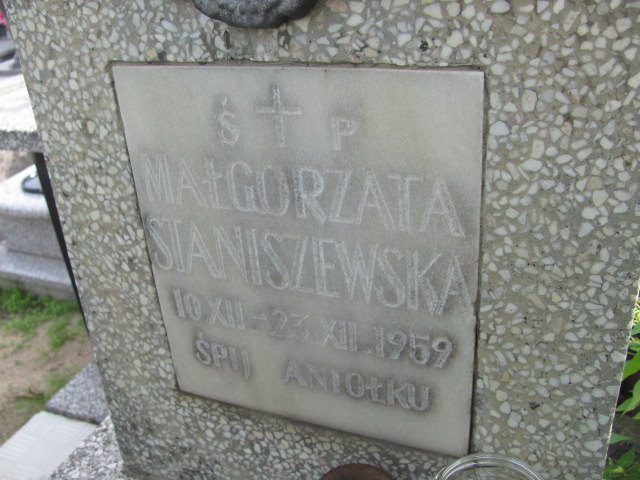 Ś P
MAŁGORZATA
STANISZEWSKA
10 XII - 23 XII. 1959
ŚPIJ ANIOŁKU